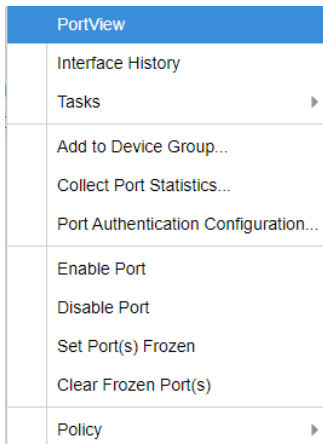 PortView
Interface History
Tasks
Add to Device Group...
Collect Port Statistics...
Port Authentication Configuration...
Enable Port
Disable Port
Set Port(s) Frozen
Clear Frozen Port(s)
Policy